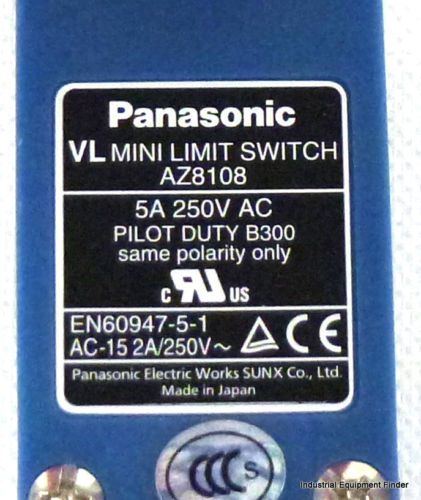 Panasonic
VL MINI LIMIT SWITCH
AZ8108
5A 250V AC
PILOT DUTY B300
same polarity only
c RU US
EN60947-5-1
AC-15 2A/250V~
CE
Panasonic Electric Works SUNX Co., Ltd.
Made in Japan
CCC S
Industrial Equipment Finder